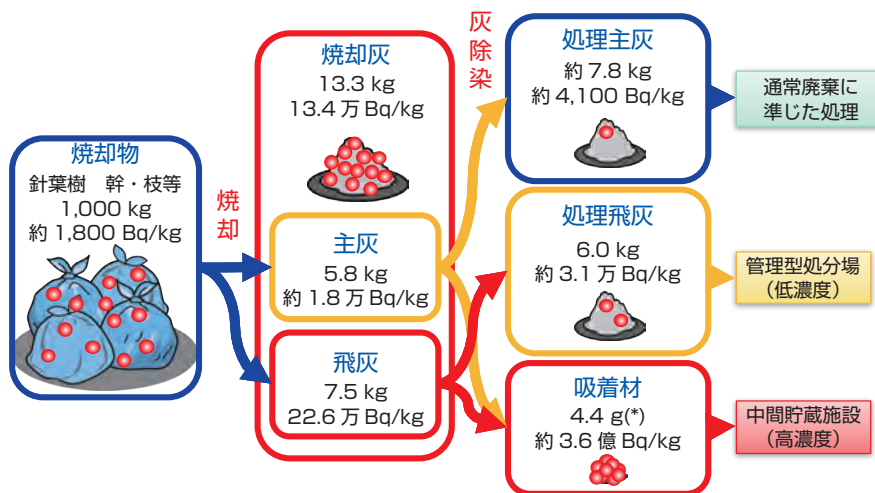 焼却物
針葉樹　幹・枝等
1,000 kg
約 1,800 Bq/kg
焼却
焼却灰
13.3 kg
13.4 万 Bq/kg
主灰
5.8 kg
約 1.8 万 Bq/kg
飛灰
7.5 kg
22.6 万 Bq/kg
灰除染
処理主灰
約 7.8 kg
約 4,100 Bq/kg
処理飛灰
6.0 kg
約 3.1 万 Bq/kg
吸着材
4.4 g(*)
約 3.6 億 Bq/kg
通常廃棄に
準じた処理
管理型処分場
（低濃度）
中間貯蔵施設
（高濃度）